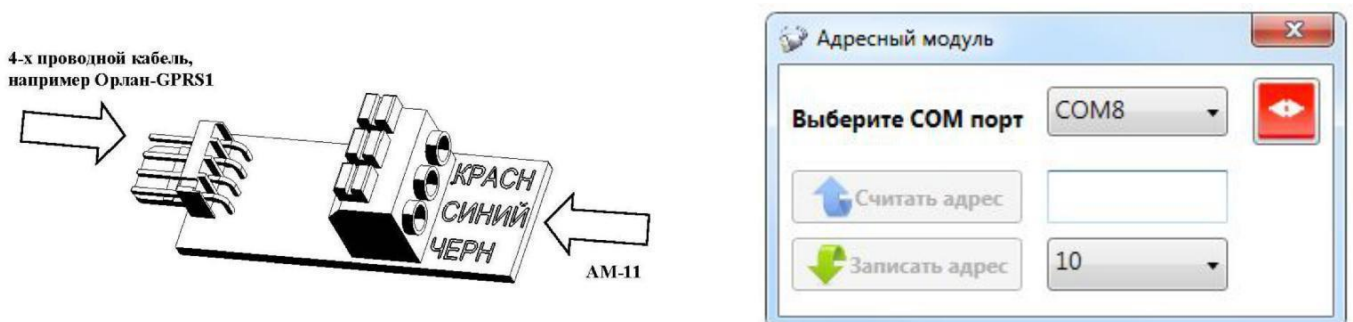 4-х проводной кабель,
например Орлан-GPRS1
КРАСН
СИНИЙ
ЧЕРН
АМ-11
Адресный модуль
Выберите COM порт
COM8
Считать адрес
Записать адрес
10